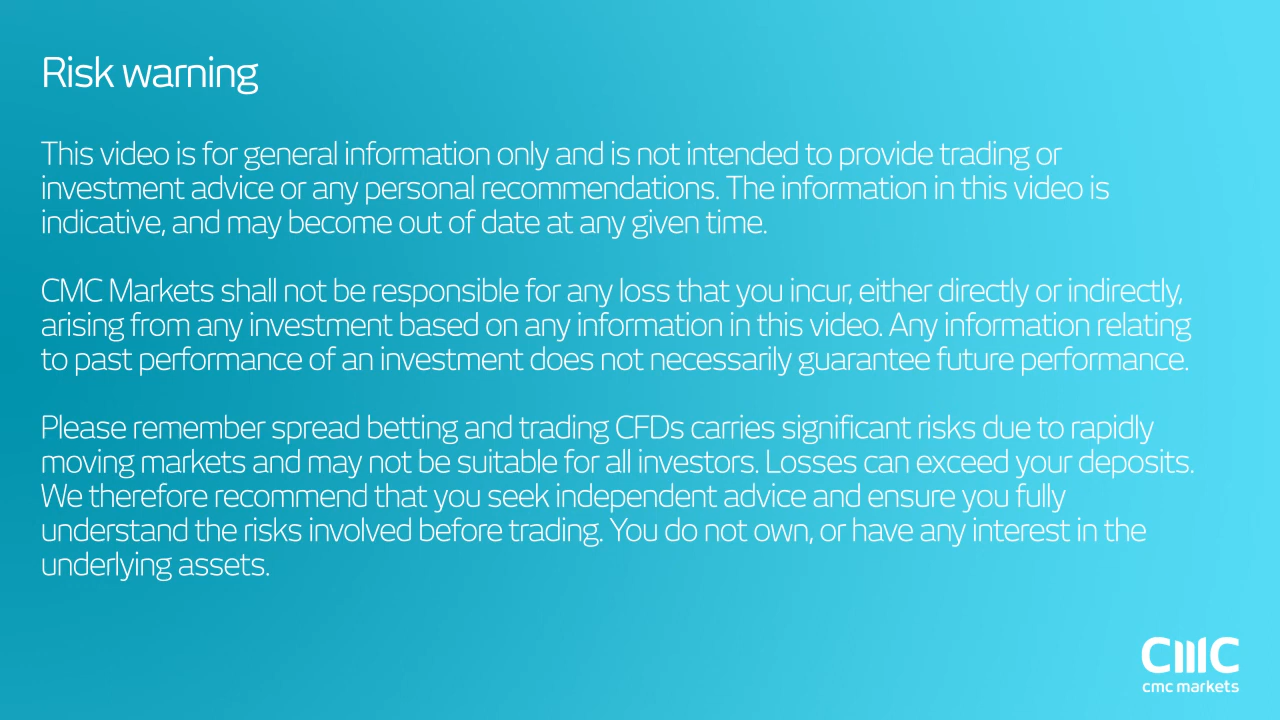 Risk warning
This video is for general information only and is not intended to provide trading or
investment advice or any personal recommendations. The information in this video is
indicative, and may become out of date at any given time.
CMC Markets shall not be responsible for any loss that you incur, either directly or indirectly,
arising from any investment based on any information in this video. Any information relating
to past performance of an investment does not necessarily guarantee future performance.
Please remember spread betting and trading CFDs carries significant risks due to rapidly
moving markets and may not be suitable for all investors. Losses can exceed your deposits.
We therefore recommend that you seek independent advice and ensure you fully
understand the risks involved before trading. You do not own, or have any interest in the
underlying assets.
CMC
cmc markets